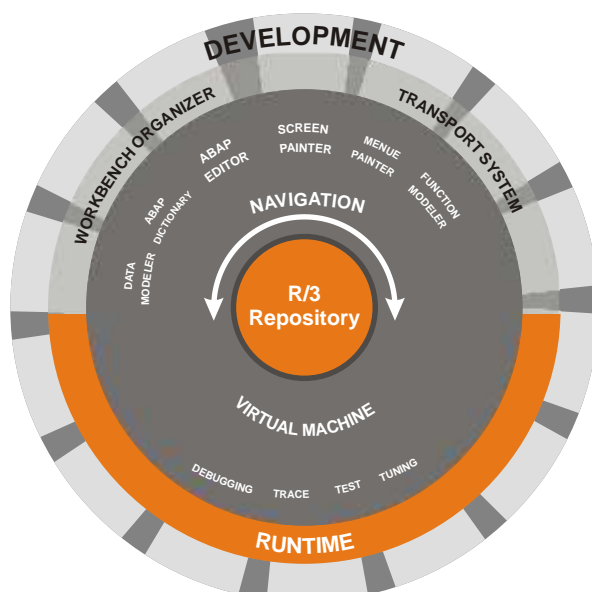 DEVELOPMENT
WORKBENCH ORGANIZER
TRANSPORT SYSTEM
DATA
MODELER
ABAP
DICTIONARY
ABAP
EDITOR
SCREEN
PAINTER
MENUE
PAINTER
FUNCTION
MODELER
NAVIGATION
R/3
Repository
VIRTUAL MACHINE
DEBUGGING
TRACE
TEST
TUNING
RUNTIME